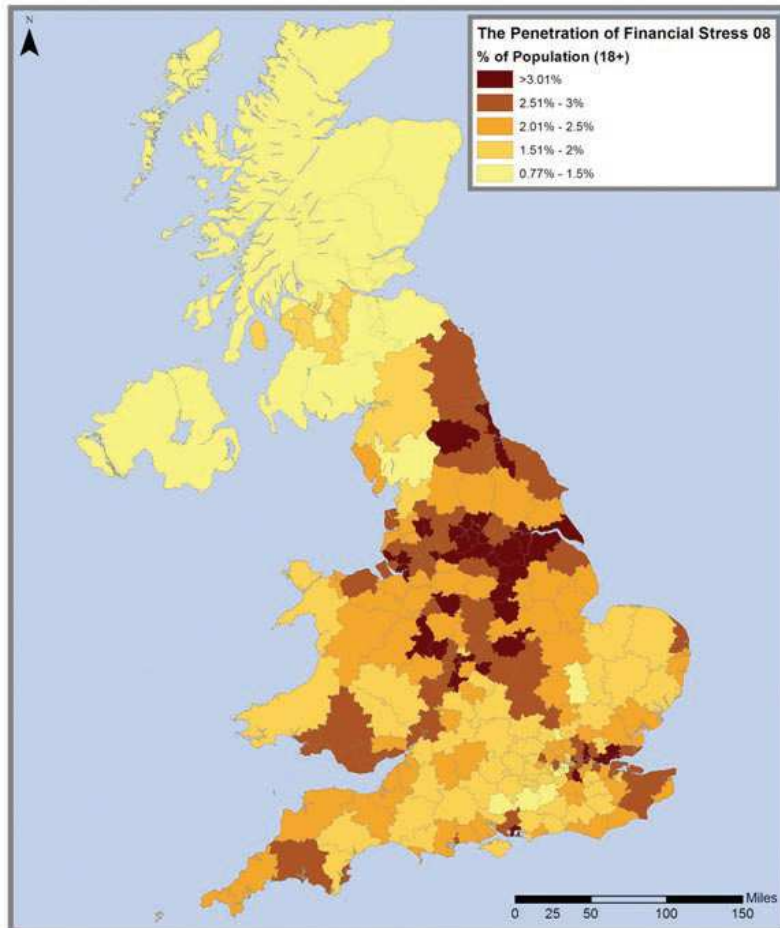 N
The Penetration of Financial Stress 08
% of Population (18+)
>3.01%
2.51% - 3%
2.01% - 2.5%
1.51% - 2%
0.77% - 1.5%
Miles
0 25 50 100 150